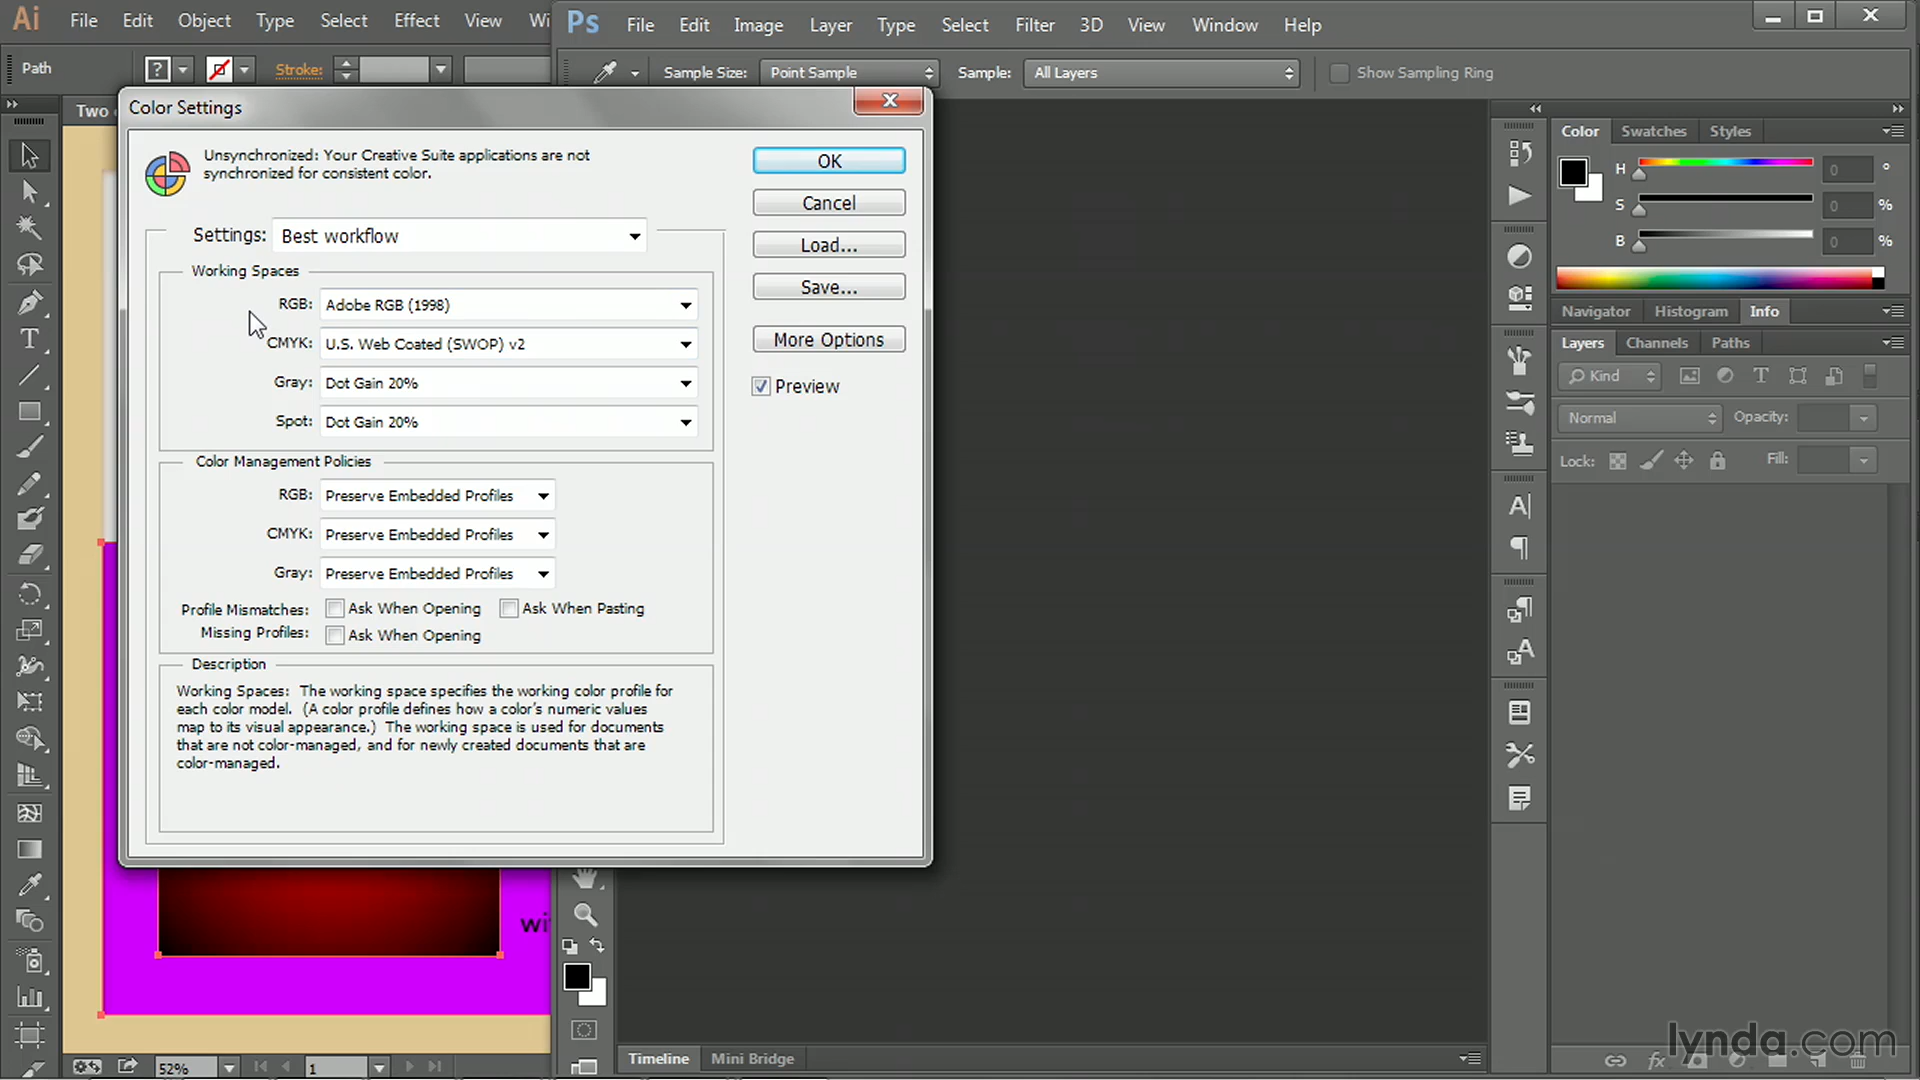 Ai File Edit Object Type Select Effect View Wi
Ps File Edit Image Layer Type Select Filter 3D View Window Help
Path ? Stroke:
Sample Size: Point Sample Sample: All Layers Show Sampling Ring
Two
Color Settings
Unsynchronized: Your Creative Suite applications are not
synchronized for consistent color.
Settings: Best workflow
Working Spaces
RGB: Adobe RGB (1998)
CMYK: U.S. Web Coated (SWOP) v2
Gray: Dot Gain 20%
Spot: Dot Gain 20%
Color Management Policies
RGB: Preserve Embedded Profiles
CMYK: Preserve Embedded Profiles
Gray: Preserve Embedded Profiles
Profile Mismatches: Ask When Opening Ask When Pasting
Missing Profiles: Ask When Opening
Description
Working Spaces: The working space specifies the working color profile for
each color model. (A color profile defines how a color's numeric values
map to its visual appearance.) The working space is used for documents
that are not color-managed, and for newly created documents that are
color-managed.
OK
Cancel
Load...
Save...
More Options
Preview
Color Swatches Styles
H 0 °
S 0 %
B 0 %
Navigator Histogram Info
Layers Channels Paths
Kind
Normal Opacity:
Lock: Fill:
wi
52% 1
Timeline Mini Bridge
fx
lynda.com